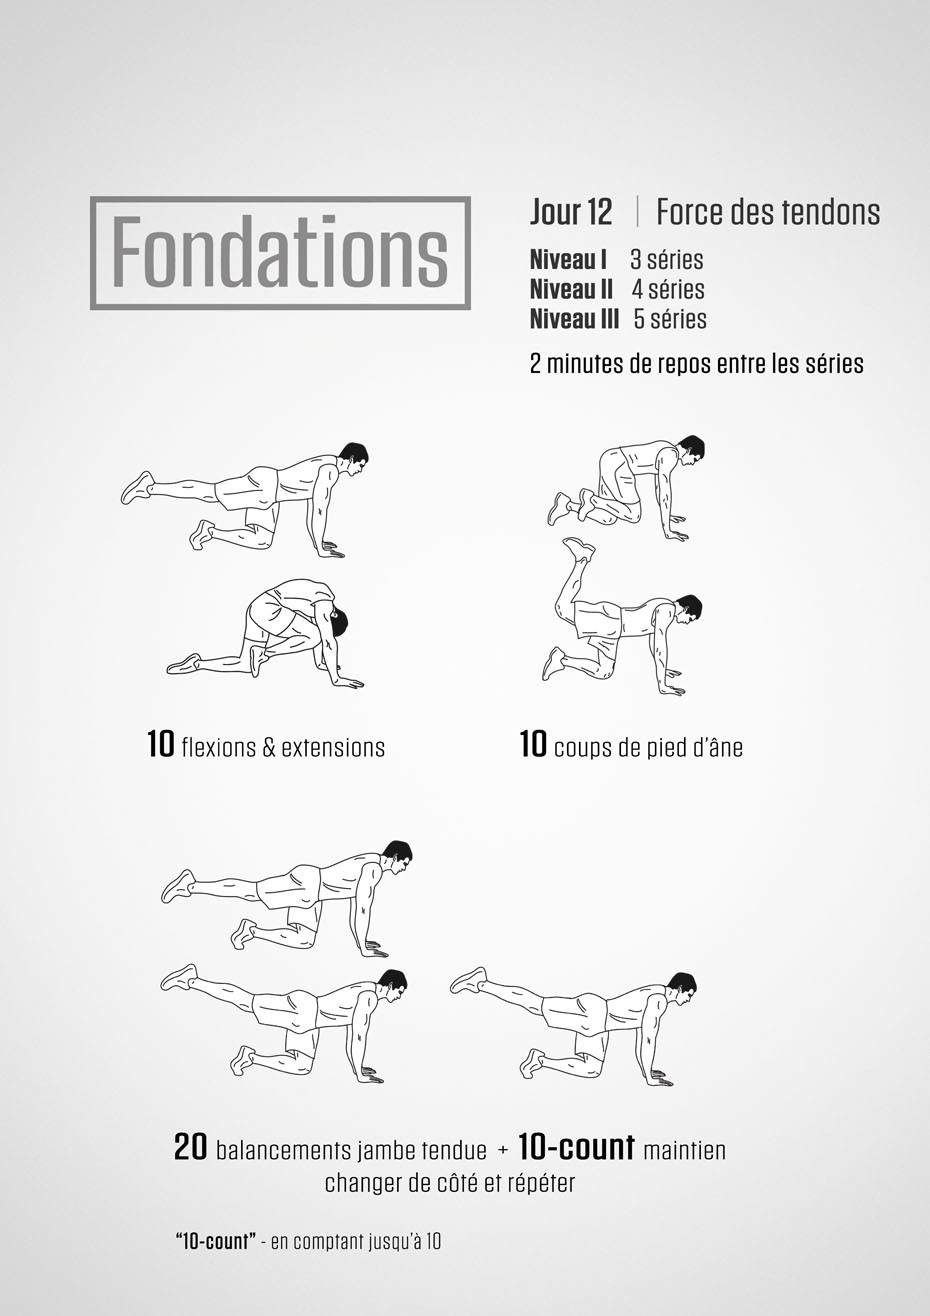 Fondations
Jour 12 | Force des tendons
Niveau I 3 séries
Niveau II 4 séries
Niveau III 5 séries
2 minutes de repos entre les séries
10 flexions & extensions
10 coups de pied d'âne
20 balancements jambe tendue + 10-count maintien
changer de côté et répéter
“10-count” - en comptant jusqu'à 10